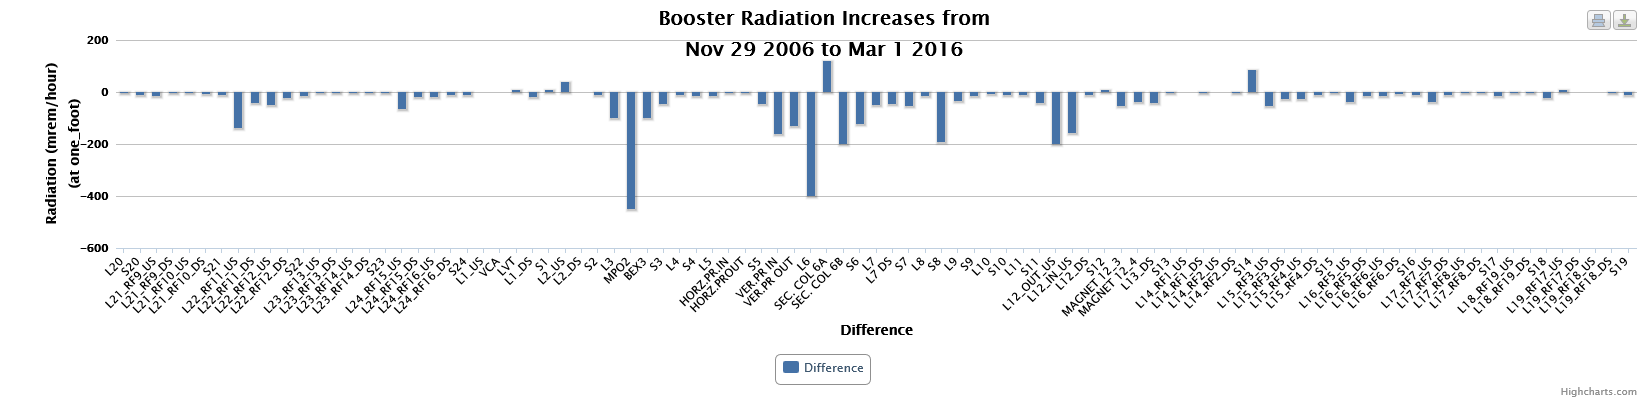 Booster Radiation Increases from
Nov 29 2006 to Mar 1 2016
Radiation (mrem/hour)
(at one_foot)
200
0
−200
−400
−600
L20
S20
L21_RF9_US
L21_RF9_DS
L21_RF10_US
L21_RF10_DS
S21
L22_RF11_US
L22_RF11_DS
L22_RF12_US
L22_RF12_DS
S22
L23_RF13_US
L23_RF13_DS
L23_RF14_US
L23_RF14_DS
S23
L24_RF15_US
L24_RF15_DS
L24_RF16_US
L24_RF16_DS
S24
L1_US
VCA
LVT
L1_DS
S1
L2_US
L2_DS
S2
L3
MPO2
BEX3
S3
L4
S4
L5
HORZ.PR.IN
HORZ.PROUT
S5
VER.PR IN
VER.PR OUT
L6
SEC. COL 6A
SEC. COL 6B
S6
L7
L7 DS
S7
L8
S8
L9
S9
L10
S10
L11
S11
L12_OUT_US
L12_IN_US
L12_DS
S12
MAGNET 12_3
MAGNET 12_4
L13_DS
S13
L14_RF1_US
L14_RF1_DS
L14_RF2_US
L14_RF2_DS
S14
L15_RF3_US
L15_RF3_DS
L15_RF4_US
L15_RF4_DS
S15
L16_RF5_US
L16_RF5_DS
L16_RF6_US
L16_RF6_DS
S16
L17_RF7_US
L17_RF7_DS
L17_RF8_US
L17_RF8_DS
S17
L18_RF19_US
L18_RF19_DS
S18
L19_RF17_US
L19_RF17_DS
L19_RF18_US
L19_RF18_DS
S19
Difference
Difference
Highcharts.com